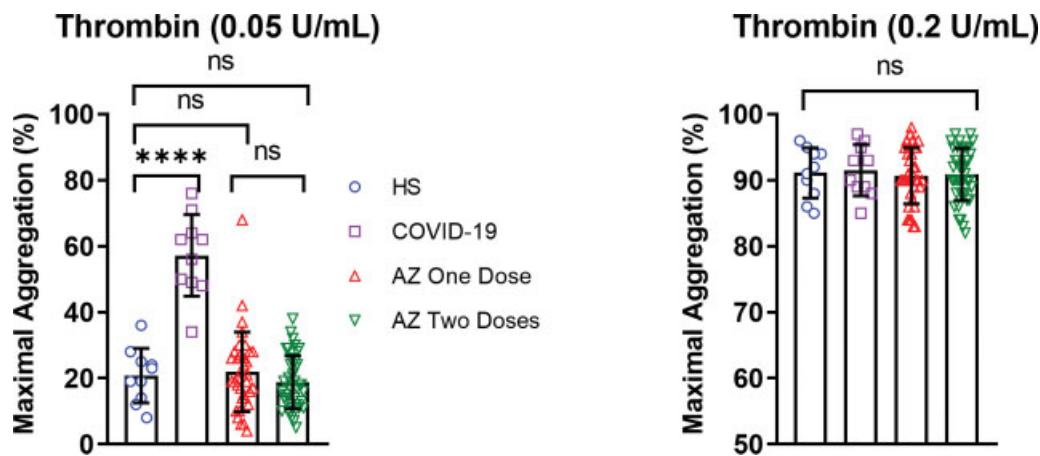 Thrombin (0.05 U/mL)
ns
ns
****
ns
Maximal Aggregation (%)
100
80
60
40
20
0
HS
COVID-19
AZ One Dose
AZ Two Doses
Thrombin (0.2 U/mL)
ns
Maximal Aggregation (%)
100
90
80
70
60
50